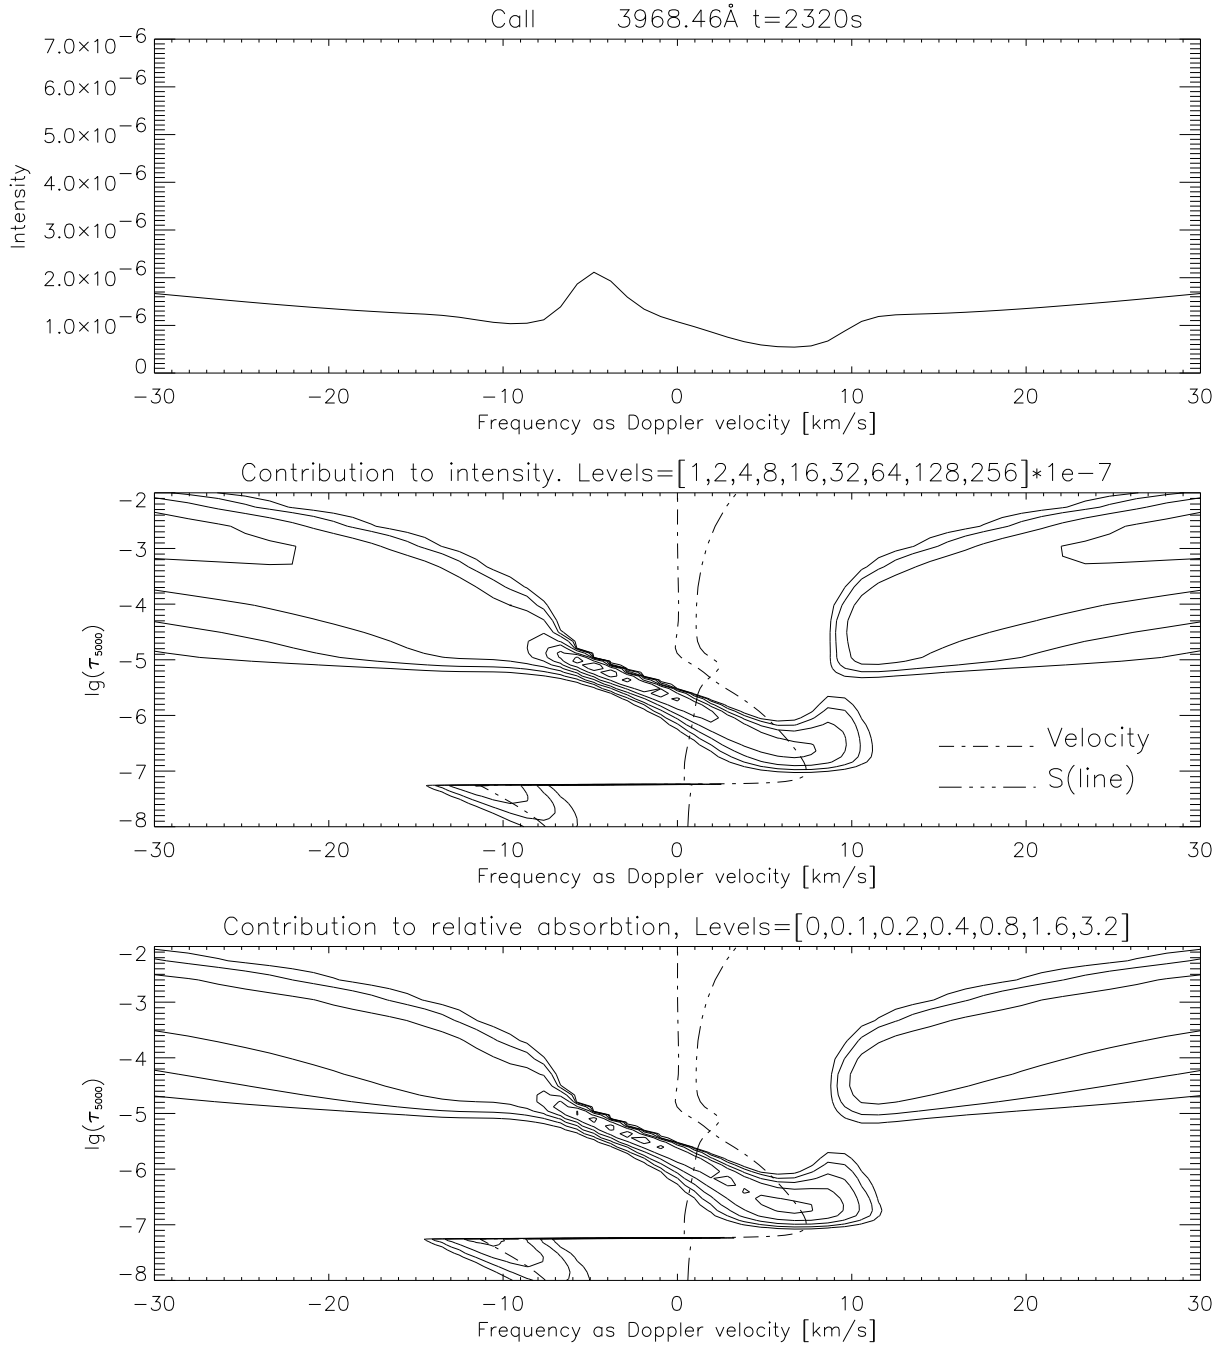 CaII 3968.46Å t=2320s
7.0×10⁻⁶
6.0×10⁻⁶
5.0×10⁻⁶
4.0×10⁻⁶
3.0×10⁻⁶
2.0×10⁻⁶
1.0×10⁻⁶
0
Intensity
-30 -20 -10 0 10 20 30
Frequency as Doppler velocity [km/s]
Contribution to intensity. Levels=[1,2,4,8,16,32,64,128,256]*1e-7
-2
-3
-4
-5
-6
-7
-8
lg(τ₅₀₀₀)
Velocity
S(line)
-30 -20 -10 0 10 20 30
Frequency as Doppler velocity [km/s]
Contribution to relative absorbtion, Levels=[0,0.1,0.2,0.4,0.8,1.6,3.2]
-2
-3
-4
-5
-6
-7
-8
lg(τ₅₀₀₀)
-30 -20 -10 0 10 20 30
Frequency as Doppler velocity [km/s]